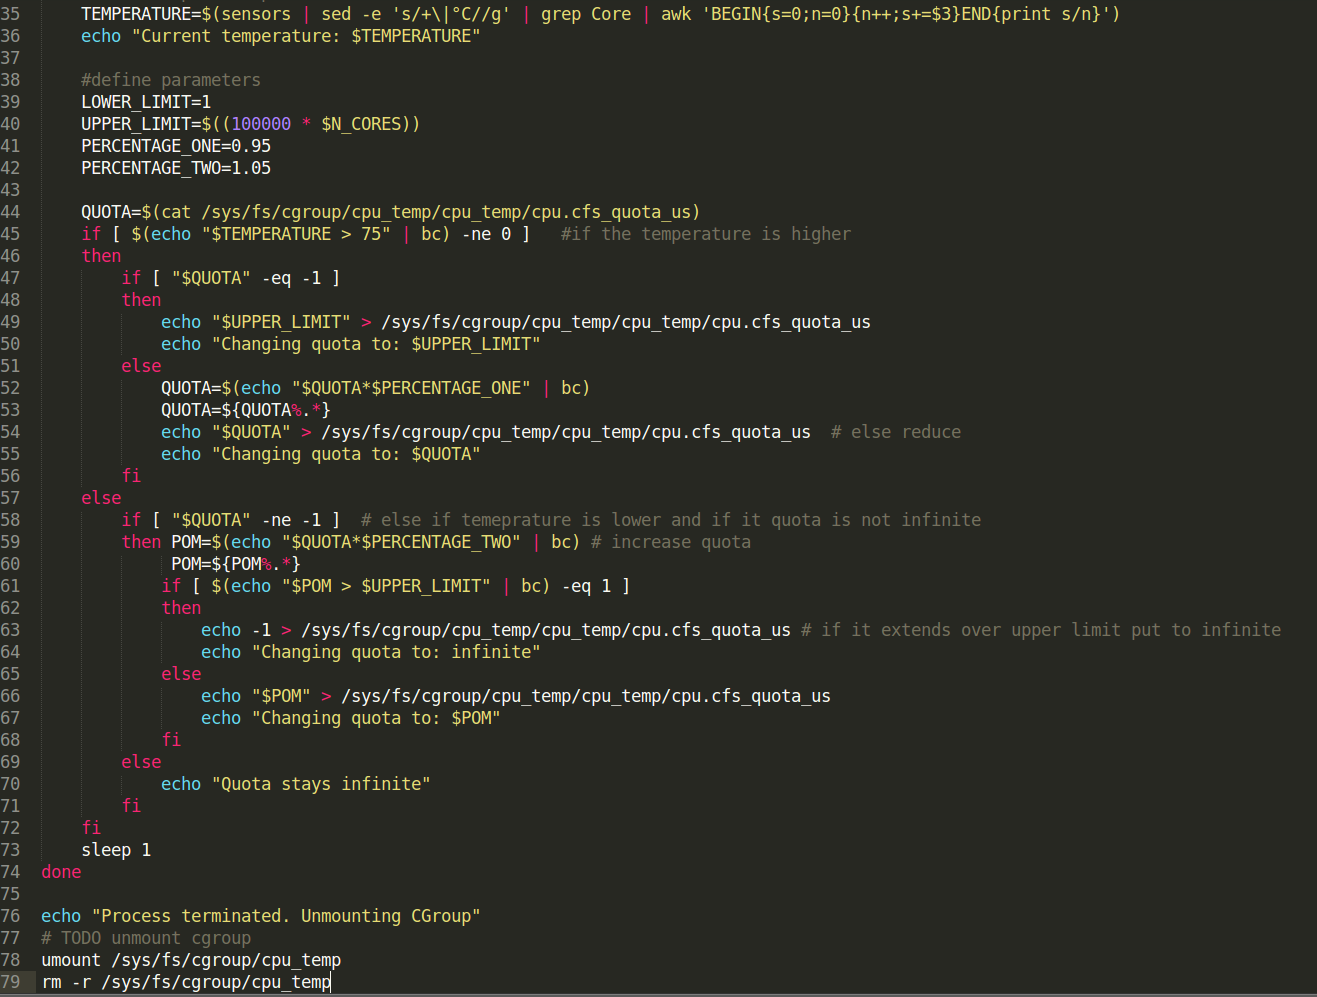 35 TEMPERATURE=$(sensors | sed -e 's/+\|°C//g' | grep Core | awk 'BEGIN{s=0;n=0}{n++;s+=$3}END{print s/n}')
36 echo "Current temperature: $TEMPERATURE"
37
38 #define parameters
39 LOWER_LIMIT=1
40 UPPER_LIMIT=$((100000 * $N_CORES))
41 PERCENTAGE_ONE=0.95
42 PERCENTAGE_TWO=1.05
43
44 QUOTA=$(cat /sys/fs/cgroup/cpu_temp/cpu_temp/cpu.cfs_quota_us)
45 if [ $(echo "$TEMPERATURE > 75" | bc) -ne 0 ] #if the temperature is higher
46 then
47 if [ "$QUOTA" -eq -1 ]
48 then
49 echo "$UPPER_LIMIT" > /sys/fs/cgroup/cpu_temp/cpu_temp/cpu.cfs_quota_us
50 echo "Changing quota to: $UPPER_LIMIT"
51 else
52 QUOTA=$(echo "$QUOTA*$PERCENTAGE_ONE" | bc)
53 QUOTA=${QUOTA%.*}
54 echo "$QUOTA" > /sys/fs/cgroup/cpu_temp/cpu_temp/cpu.cfs_quota_us # else reduce
55 echo "Changing quota to: $QUOTA"
56 fi
57 else
58 if [ "$QUOTA" -ne -1 ] # else if temeprature is lower and if it quota is not infinite
59 then POM=$(echo "$QUOTA*$PERCENTAGE_TWO" | bc) # increase quota
60 POM=${POM%.*}
61 if [ $(echo "$POM > $UPPER_LIMIT" | bc) -eq 1 ]
62 then
63 echo -1 > /sys/fs/cgroup/cpu_temp/cpu_temp/cpu.cfs_quota_us # if it extends over upper limit put to infinite
64 echo "Changing quota to: infinite"
65 else
66 echo "$POM" > /sys/fs/cgroup/cpu_temp/cpu_temp/cpu.cfs_quota_us
67 echo "Changing quota to: $POM"
68 fi
69 else
70 echo "Quota stays infinite"
71 fi
72 fi
73 sleep 1
74 done
75
76 echo "Process terminated. Unmounting CGroup"
77 # TODO unmount cgroup
78 umount /sys/fs/cgroup/cpu_temp
79 rm -r /sys/fs/cgroup/cpu_temp